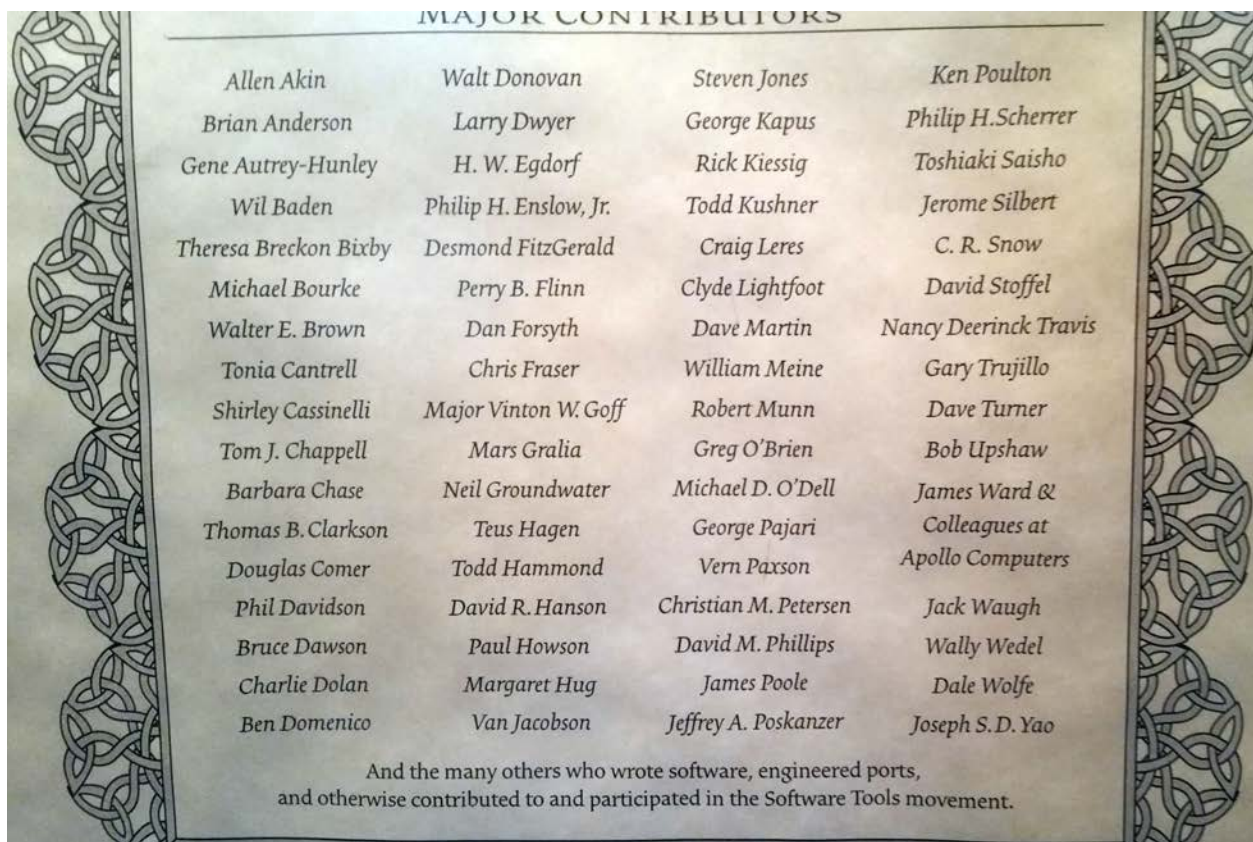 MAJOR CONTRIBUTORS
Allen Akin
Brian Anderson
Gene Autrey-Hunley
Wil Baden
Theresa Breckon Bixby
Michael Bourke
Walter E. Brown
Tonia Cantrell
Shirley Cassinelli
Tom J. Chappell
Barbara Chase
Thomas B. Clarkson
Douglas Comer
Phil Davidson
Bruce Dawson
Charlie Dolan
Ben Domenico
Walt Donovan
Larry Dwyer
H. W. Egdorf
Philip H. Enslow, Jr.
Desmond FitzGerald
Perry B. Flinn
Dan Forsyth
Chris Fraser
Major Vinton W. Goff
Mars Gralia
Neil Groundwater
Teus Hagen
Todd Hammond
David R. Hanson
Paul Howson
Margaret Hug
Van Jacobson
Steven Jones
George Kapus
Rick Kiessig
Todd Kushner
Craig Leres
Clyde Lightfoot
Dave Martin
William Meine
Robert Munn
Greg O'Brien
Michael D. O'Dell
George Pajari
Vern Paxson
Christian M. Petersen
David M. Phillips
James Poole
Jeffrey A. Poskanzer
Ken Poulton
Philip H.Scherrer
Toshiaki Saisho
Jerome Silbert
C. R. Snow
David Stoffel
Nancy Deerinck Travis
Gary Trujillo
Dave Turner
Bob Upshaw
James Ward &
Colleagues at
Apollo Computers
Jack Waugh
Wally Wedel
Dale Wolfe
Joseph S.D. Yao
And the many others who wrote software, engineered ports,
and otherwise contributed to and participated in the Software Tools movement.